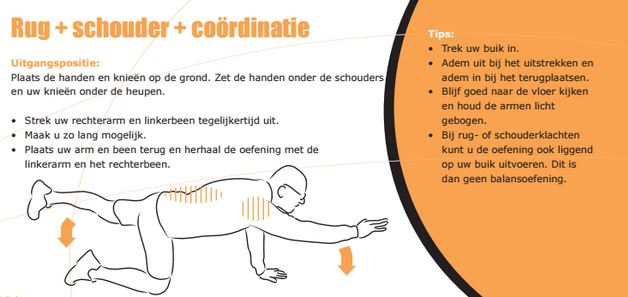 Rug + schouder + coördinatie
Uitgangspositie:
Plaats de handen en knieën op de grond. Zet de handen onder de schouders
en uw knieën onder de heupen.
• Strek uw rechterarm en linkerbeen tegelijkertijd uit.
• Maak u zo lang mogelijk.
• Plaats uw arm en been terug en herhaal de oefening met de
linkerarm en het rechterbeen.
Tips:
• Trek uw buik in.
• Adem uit bij het uitstrekken en
adem in bij het terugplaatsen.
• Blijf goed naar de vloer kijken
en houd de armen licht
gebogen.
• Bij rug- of schouderklachten
kunt u de oefening ook liggend
op uw buik uitvoeren. Dit is
dan geen balansoefening.